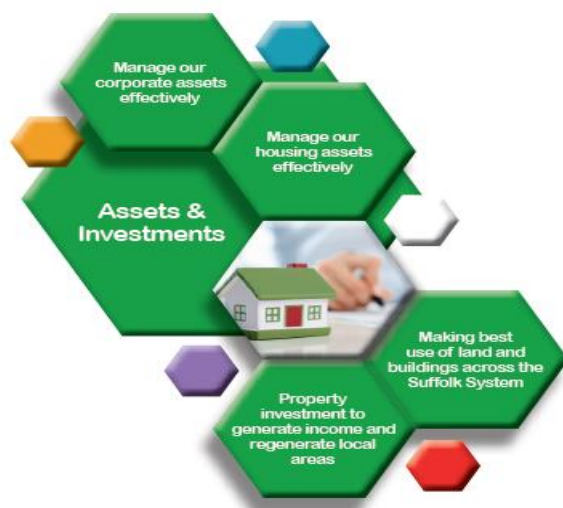 Manage our
corporate assets
effectively
Manage our
housing assets
effectively
Assets &
Investments
Making best
use of land and
buildings across the
Suffolk System
Property
investment to
generate income and
regenerate local
areas